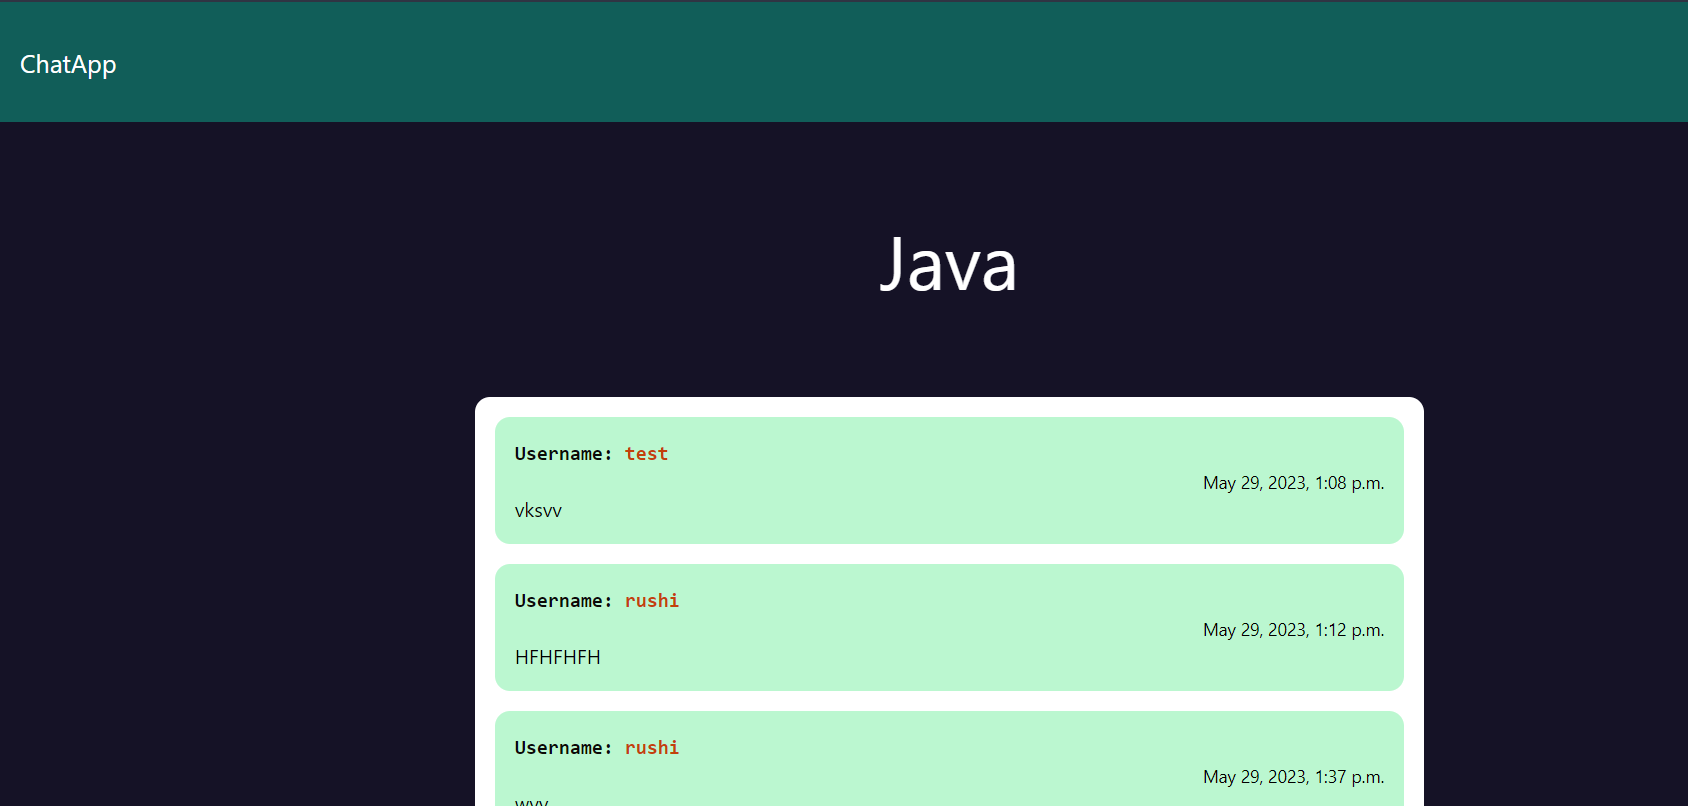 ChatApp
Java
Username: test
May 29, 2023, 1:08 p.m.
vksvv
Username: rushi
May 29, 2023, 1:12 p.m.
HFHFHFH
Username: rushi
May 29, 2023, 1:37 p.m.